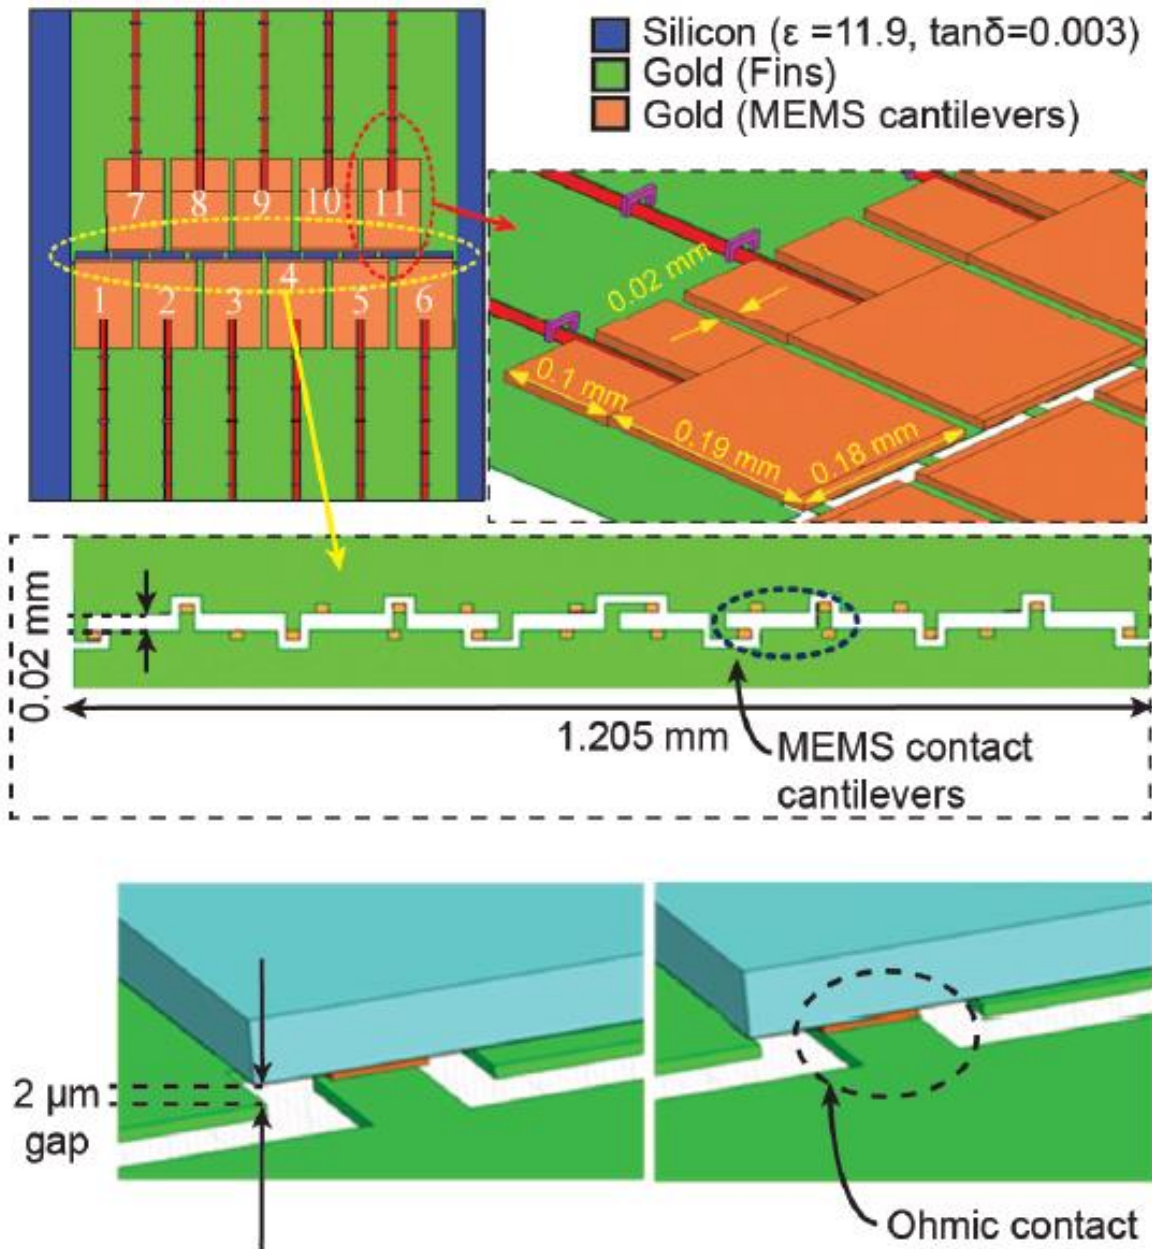 Silicon (ε =11.9, tanδ=0.003)
Gold (Fins)
Gold (MEMS cantilevers)
7 8 9 10 11
4
1 2 3 5 6
0.02 mm
0.1 mm
0.19 mm
0.18 mm
0.02 mm
1.205 mm
MEMS contact
cantilevers
2 μm
gap
Ohmic contact